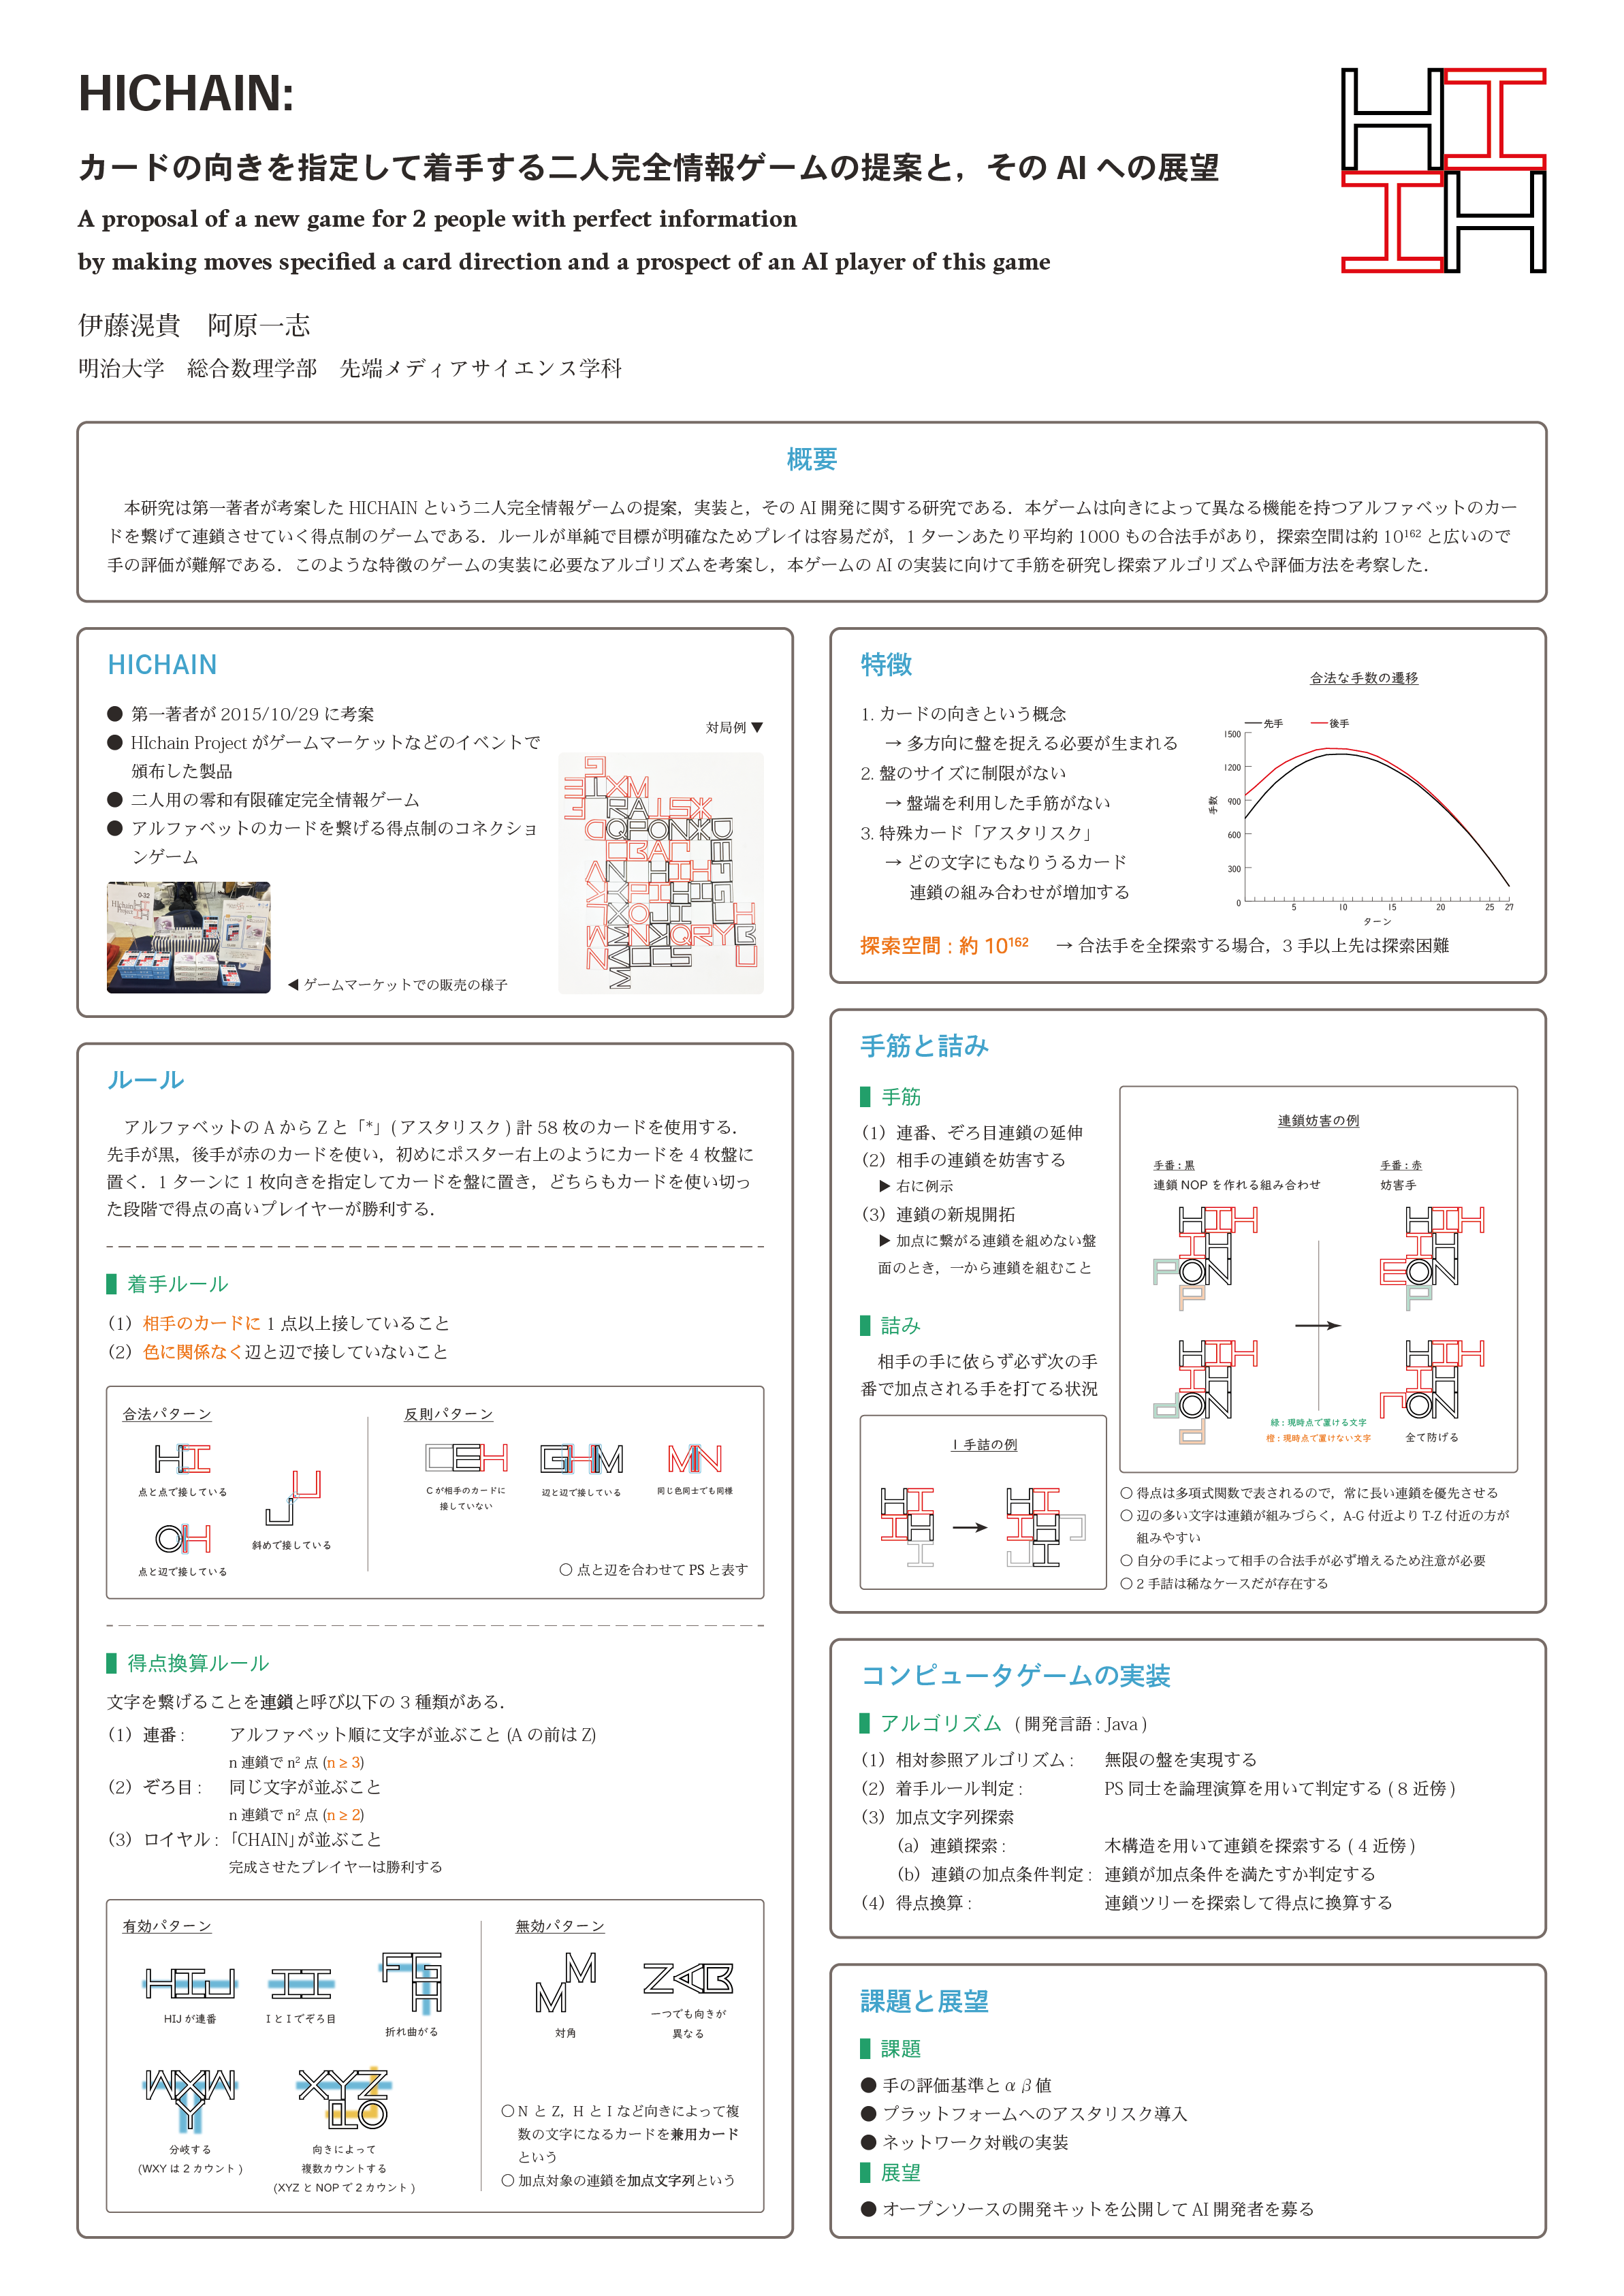 HICHAIN:
カードの向きを指定して着手する二人完全情報ゲームの提案と，その AI への展望
A proposal of a new game for 2 people with perfect information
by making moves specified a card direction and a prospect of an AI player of this game
伊藤滉貴　阿原一志
明治大学　総合数理学部　先端メディアサイエンス学科
概要
本研究は第一著者が考案した HICHAIN という二人完全情報ゲームの提案，実装と，その AI 開発に関する研究である．本ゲームは向きによって異なる機能を持つアルファベットのカー
ドを繋げて連鎖させていく得点制のゲームである．ルールが単純で目標が明確なためプレイは容易だが，1 ターンあたり平均約 1000 もの合法手があり，探索空間は約 10¹⁶² と広いので
手の評価が難解である．このような特徴のゲームの実装に必要なアルゴリズムを考案し，本ゲームの AI の実装に向けて手筋を研究し探索アルゴリズムや評価方法を考察した．
HICHAIN
● 第一著者が 2015/10/29 に考案
● HIchain Project がゲームマーケットなどのイベントで
頒布した製品
● 二人用の零和有限確定完全情報ゲーム
● アルファベットのカードを繋げる得点制のコネクショ
ンゲーム
対局例 ▼
◀ ゲームマーケットでの販売の様子
ルール
アルファベットの A から Z と「*」( アスタリスク ) 計 58 枚のカードを使用する．
先手が黒，後手が赤のカードを使い，初めにポスター右上のようにカードを 4 枚盤に
置く．1 ターンに 1 枚向きを指定してカードを盤に置き，どちらもカードを使い切っ
た段階で得点の高いプレイヤーが勝利する．
着手ルール
（1）相手のカードに 1 点以上接していること
（2）色に関係なく辺と辺で接していないこと
合法パターン
点と点で接している
点と辺で接している
斜めで接している
反則パターン
C が相手のカードに
接していない
辺と辺で接している
同じ色同士でも同様
○ 点と辺を合わせて PS と表す
得点換算ルール
文字を繋げることを連鎖と呼び以下の 3 種類がある．
（1）連番 : アルファベット順に文字が並ぶこと (A の前は Z)
n 連鎖で n² 点 (n ≥ 3)
（2）ぞろ目 : 同じ文字が並ぶこと
n 連鎖で n² 点 (n ≥ 2)
（3）ロイヤル :「CHAIN」が並ぶこと
完成させたプレイヤーは勝利する
有効パターン
HIJ が連番
I と I でぞろ目
折れ曲がる
分岐する
(WXY は 2 カウント )
向きによって
複数カウントする
(XYZ と NOP で 2 カウント )
無効パターン
対角
一つでも向きが
異なる
○ N と Z，H と I など向きによって複
数の文字になるカードを兼用カード
という
○ 加点対象の連鎖を加点文字列という
特徴
1. カードの向きという概念
→ 多方向に盤を捉える必要が生まれる
2. 盤のサイズに制限がない
→ 盤端を利用した手筋がない
3. 特殊カード「アスタリスク」
→ どの文字にもなりうるカード
連鎖の組み合わせが増加する
合法な手数の遷移
先手 後手
手数
1500
1200
900
600
300
0
5 10 15 20 25 27
ターン
探索空間 : 約 10¹⁶² → 合法手を全探索する場合，3 手以上先は探索困難
手筋と詰み
手筋
（1）連番、ぞろ目連鎖の延伸
（2）相手の連鎖を妨害する
▶ 右に例示
（3）連鎖の新規開拓
▶ 加点に繋がる連鎖を組めない盤
面のとき，一から連鎖を組むこと
詰み
相手の手に依らず必ず次の手
番で加点される手を打てる状況
1 手詰の例
連鎖妨害の例
手番 : 黒
連鎖 NOP を作れる組み合わせ
手番 : 赤
妨害手
緑 : 現時点で置ける文字
橙 : 現時点で置けない文字
全て防げる
○ 得点は多項式関数で表されるので，常に長い連鎖を優先させる
○ 辺の多い文字は連鎖が組みづらく，A-G 付近より T-Z 付近の方が
組みやすい
○ 自分の手によって相手の合法手が必ず増えるため注意が必要
○ 2 手詰は稀なケースだが存在する
コンピュータゲームの実装
アルゴリズム ( 開発言語 : Java )
（1）相対参照アルゴリズム : 無限の盤を実現する
（2）着手ルール判定 : PS 同士を論理演算を用いて判定する ( 8 近傍 )
（3）加点文字列探索
（a）連鎖探索 : 木構造を用いて連鎖を探索する ( 4 近傍 )
（b）連鎖の加点条件判定 : 連鎖が加点条件を満たすか判定する
（4）得点換算 : 連鎖ツリーを探索して得点に換算する
課題と展望
課題
● 手の評価基準と α β 値
● プラットフォームへのアスタリスク導入
● ネットワーク対戦の実装
展望
● オープンソースの開発キットを公開して AI 開発者を募る